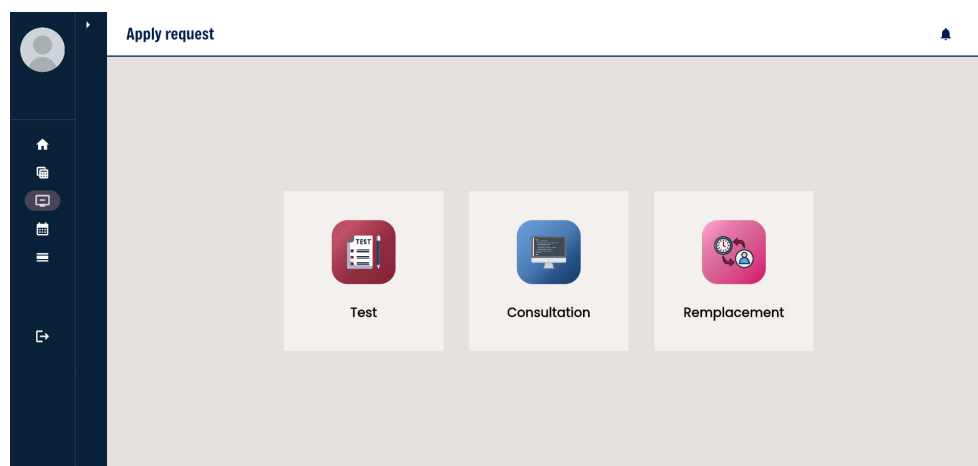 Apply request
TEST
Test
Consultation
Remplacement